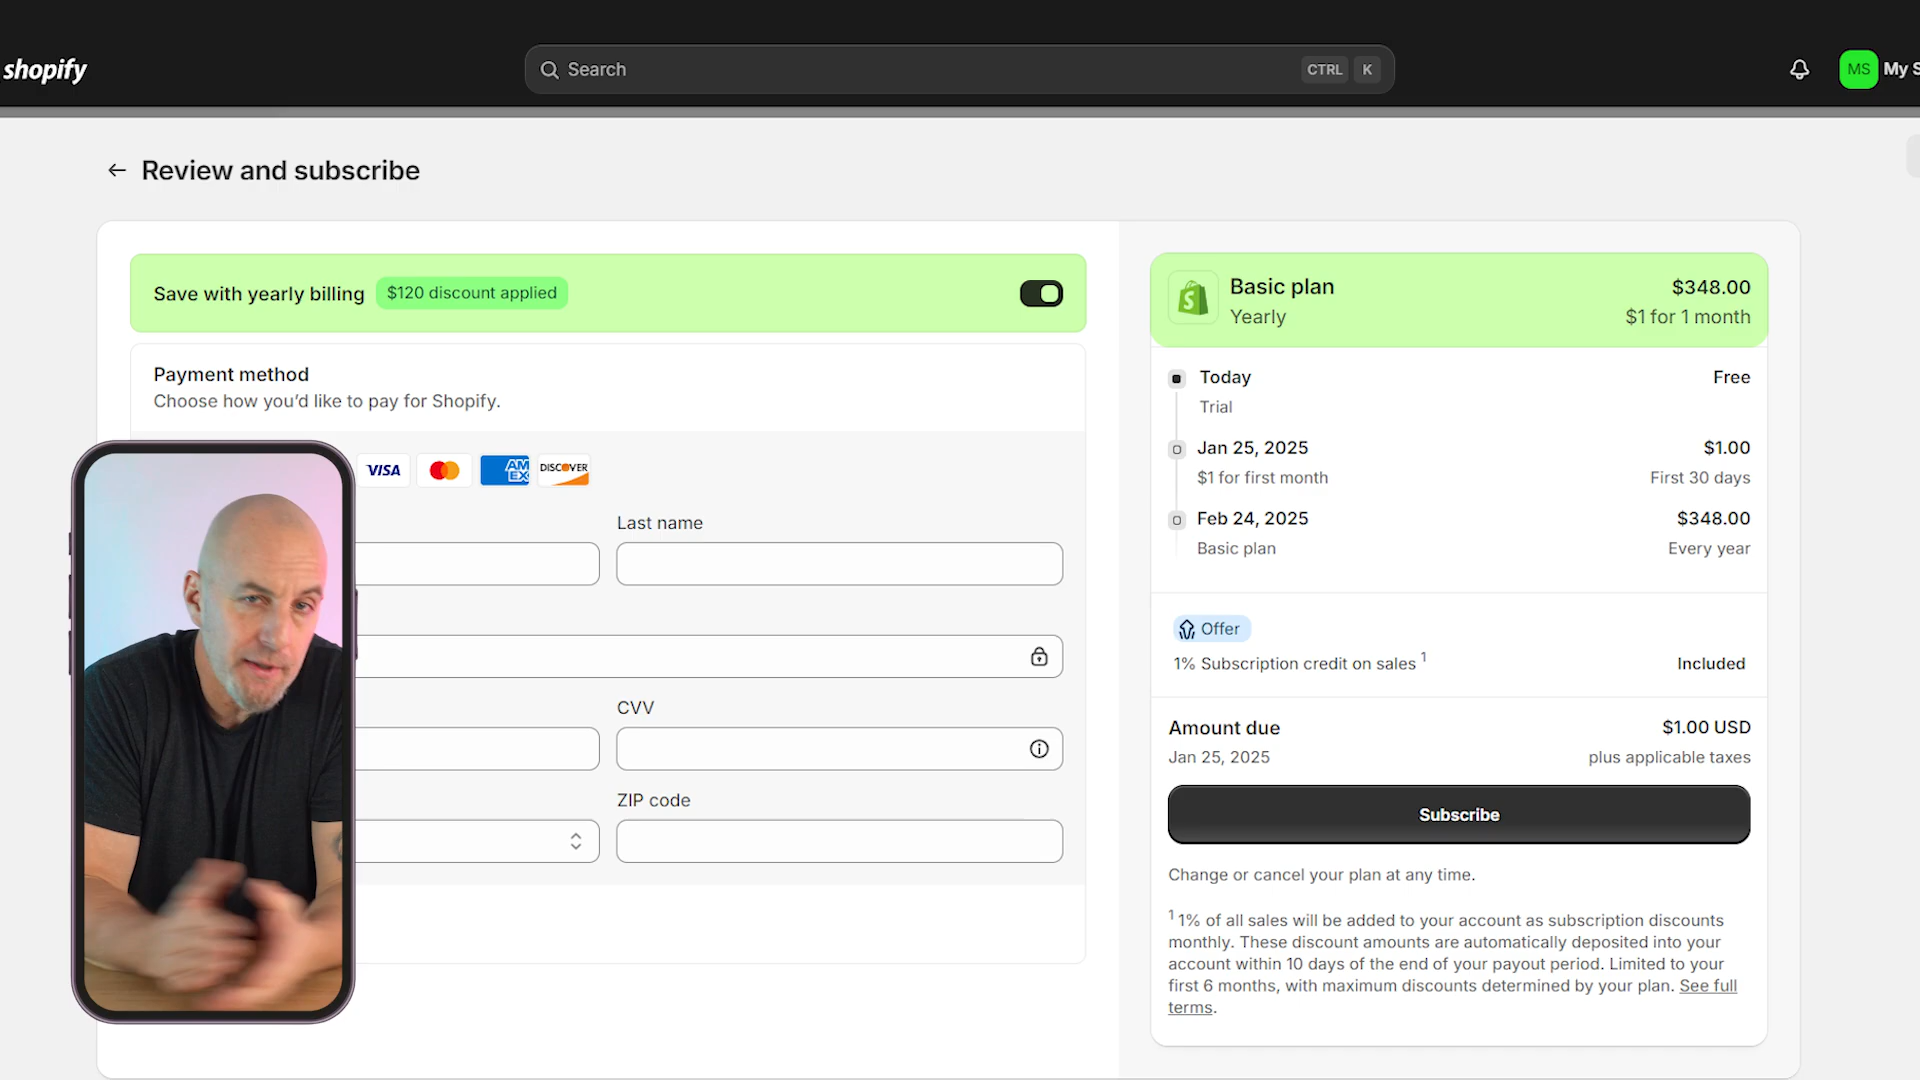 shopify
Search
CTRL K
MS My S
Review and subscribe
Save with yearly billing
$120 discount applied
Payment method
Choose how you’d like to pay for Shopify.
VISA
AM
EX
DISCOVER
Last name
CVV
ZIP code
Basic plan
$348.00
Yearly
$1 for 1 month
Today
Free
Trial
Jan 25, 2025
$1.00
$1 for first month
First 30 days
Feb 24, 2025
$348.00
Basic plan
Every year
Offer
1% Subscription credit on sales 1
Included
Amount due
$1.00 USD
Jan 25, 2025
plus applicable taxes
Subscribe
Change or cancel your plan at any time.
1 1% of all sales will be added to your account as subscription discounts
monthly. These discount amounts are automatically deposited into your
account within 10 days of the end of your payout period. Limited to your
first 6 months, with maximum discounts determined by your plan. See full
terms.